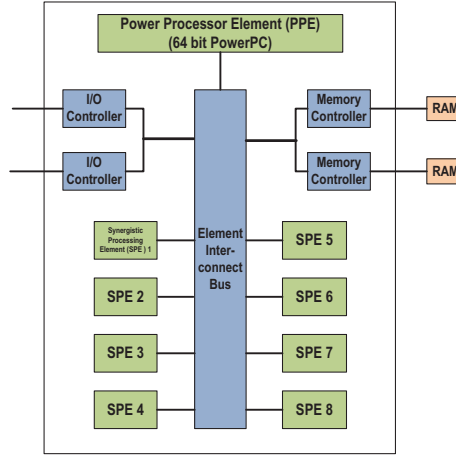 Power Processor Element (PPE)
(64 bit PowerPC)
I/O
Controller
Memory
Controller
RAM
I/O
Controller
Memory
Controller
RAM
Synergistic
Processing
Element (SPE ) 1
Element
Inter-
connect
Bus
SPE 5
SPE 2
SPE 6
SPE 3
SPE 7
SPE 4
SPE 8